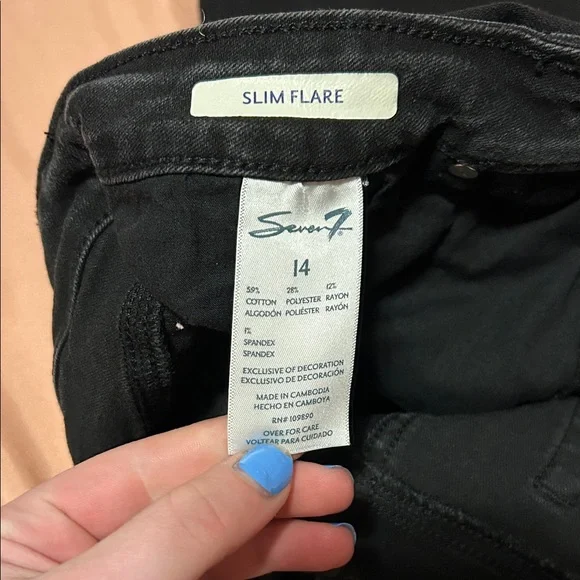 SLIM FLARE
Seven7
14
59% 28% 12%
COTTON POLYESTER RAYON
ALGODÓN POLIÉSTER RAYÓN
1%
SPANDEX
SPANDEX
EXCLUSIVE OF DECORATION
EXCLUSIVO DE DECORACIÓN
MADE IN CAMBODIA
HECHO EN CAMBOYA
RN# 109890
OVER FOR CARE
VOLTEAR PARA CUIDADO